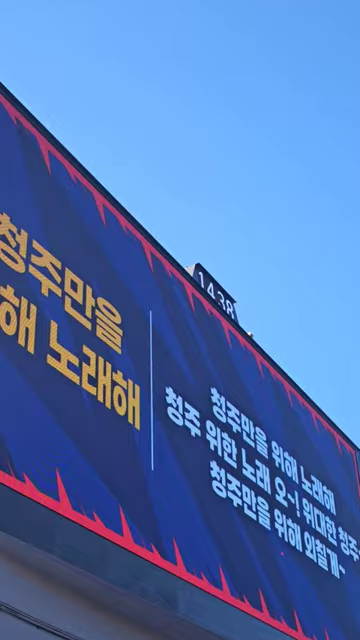 1438
청주만을
해 노래해
청주만을 위해 노래해
청주 위한 노래 오~! 위대한 청주
청주만을 위해 외칠게~